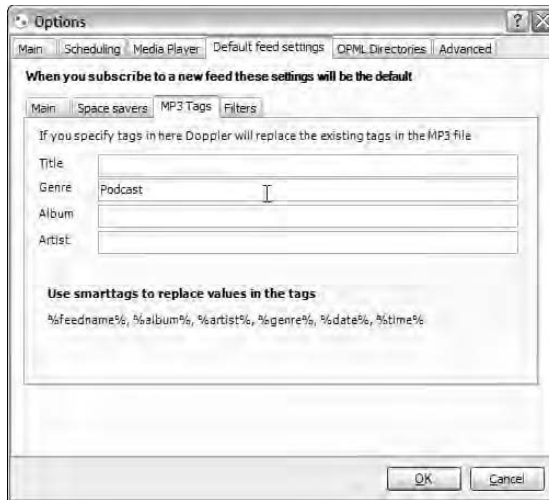 Options
Main Scheduling Media Player Default feed settings OPML Directories Advanced
When you subscribe to a new feed these settings will be the default
Main Space savers MP3 Tags Filters
If you specify tags in here Doppler will replace the existing tags in the MP3 file
Title
Genre Podcast
Album
Artist
Use smarttags to replace values in the tags
%feedname%, %album%, %artist%, %genre%, %date%, %time%
OK Cancel